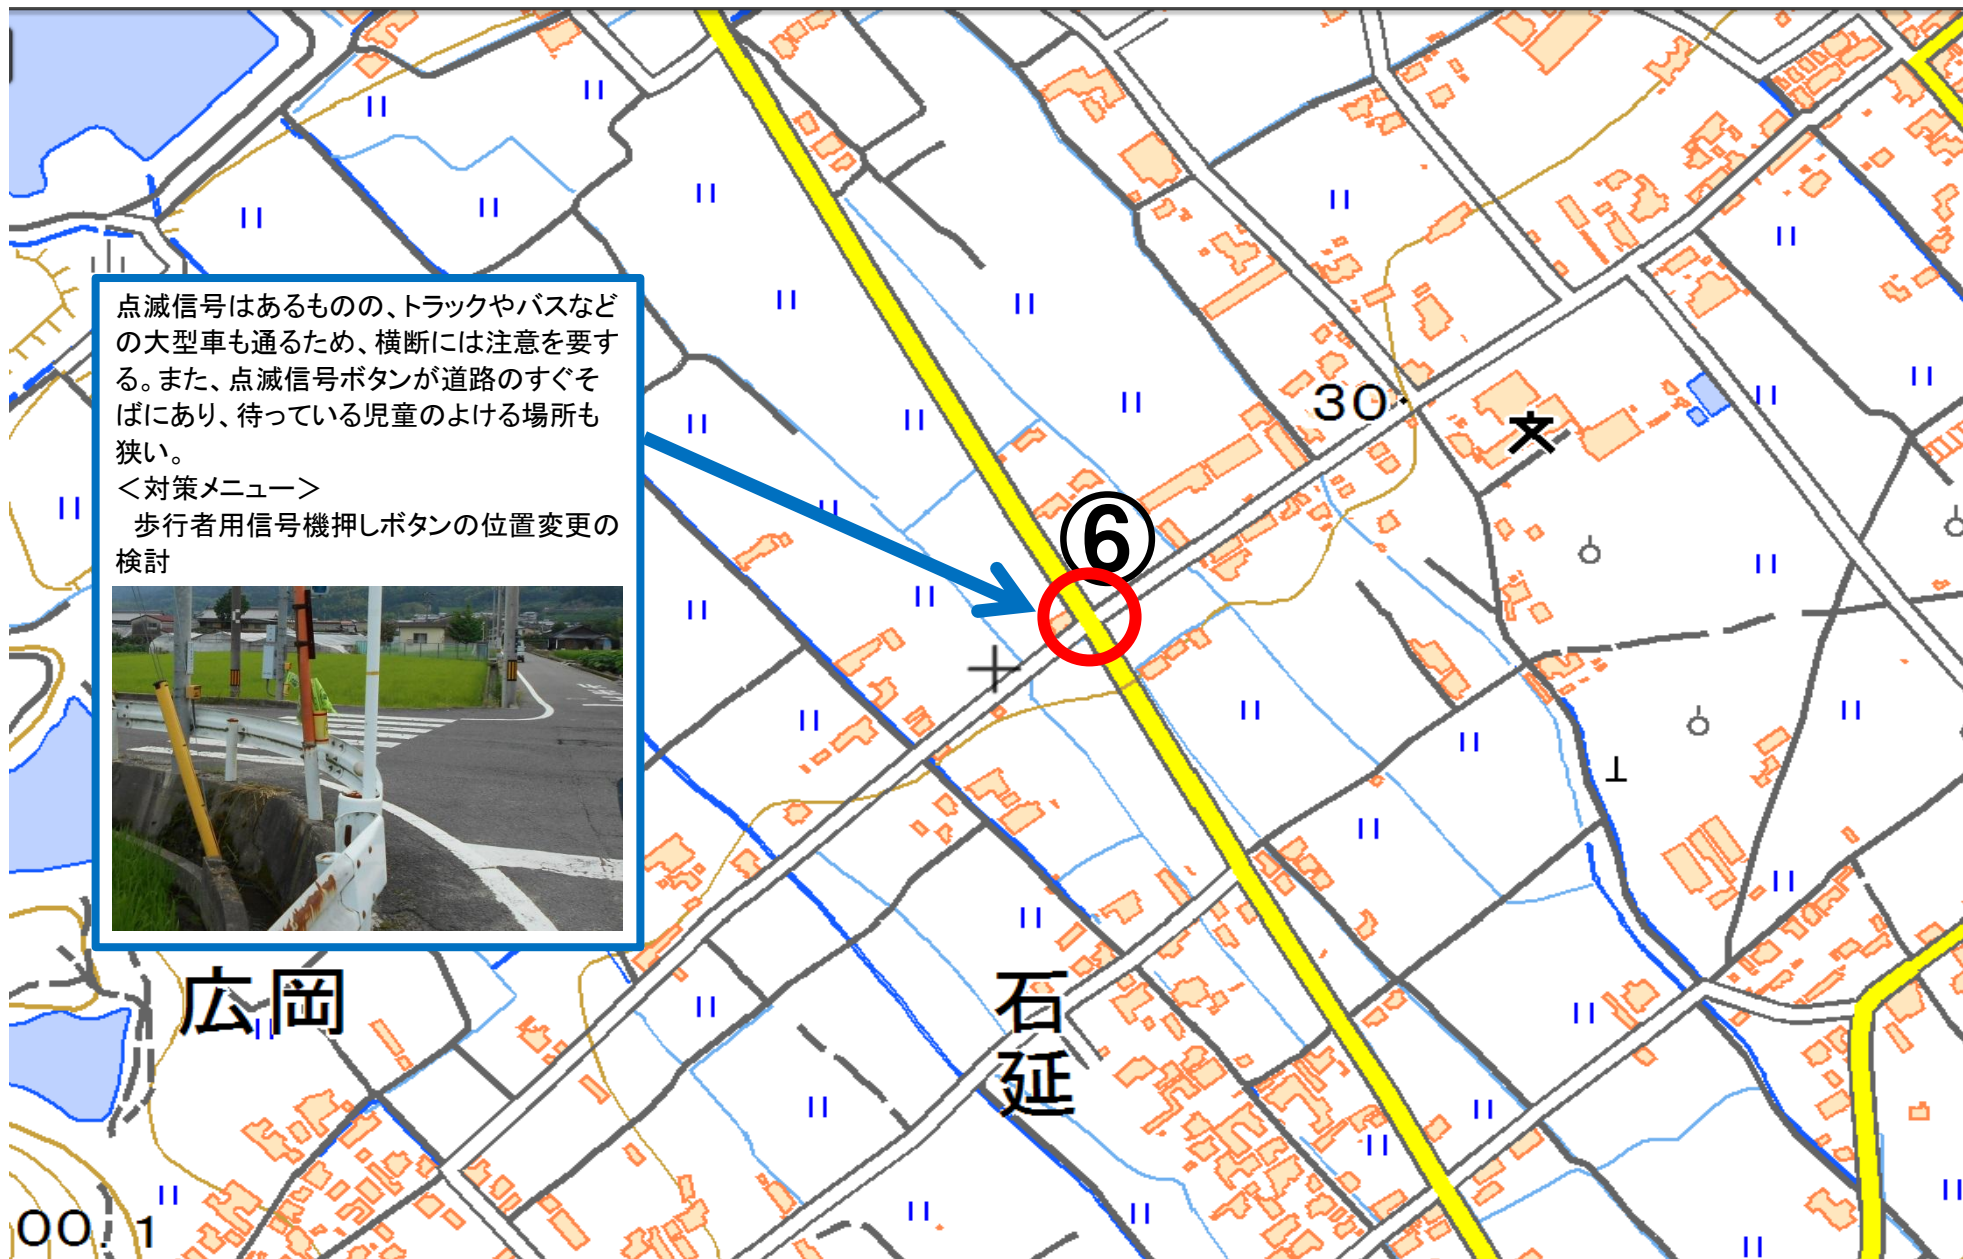 点滅信号はあるものの、トラックやバスなど
の大型車も通るため、横断には注意を要す
る。また、点滅信号ボタンが道路のすぐそ
ばにあり、待っている児童のよける場所も
狭い。
＜対策メニュー＞
　歩行者用信号機押しボタンの位置変更の
検討
30
⑥
文
広岡
石
延
00.1